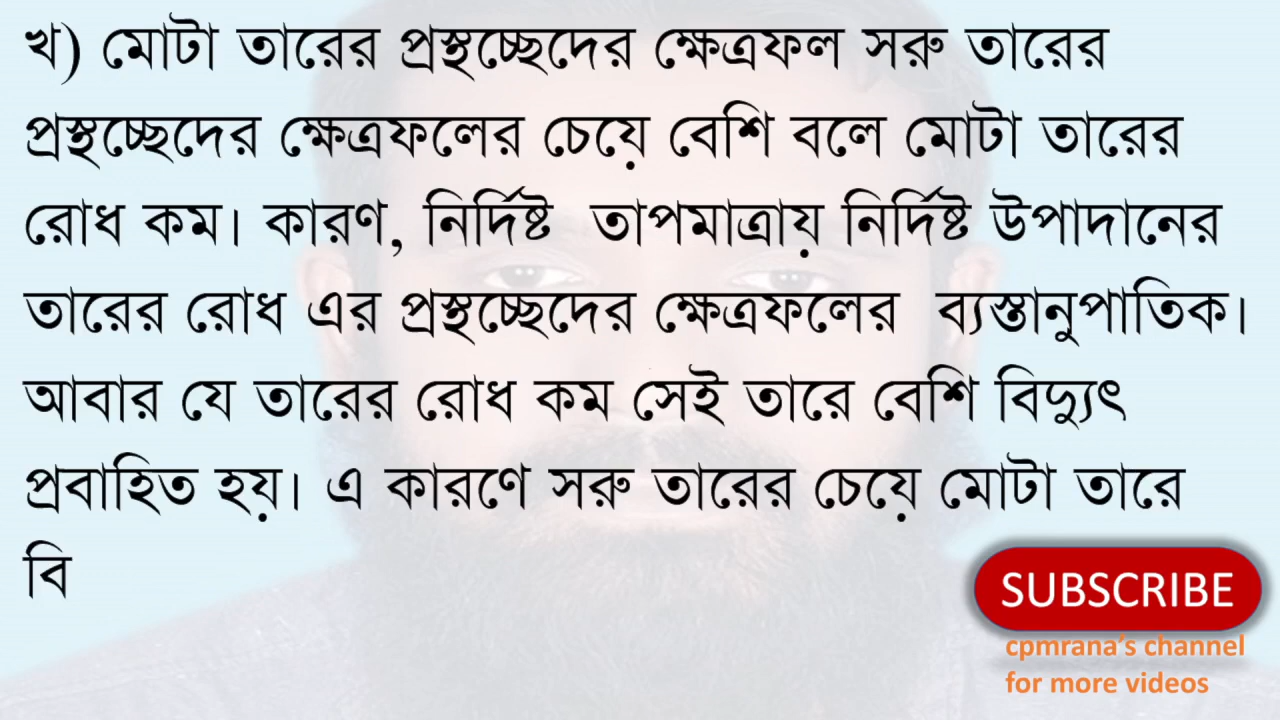 খ) মোটা তারের প্রস্থচ্ছেদের ক্ষেত্রফল সরু তারের
প্রস্থচ্ছেদের ক্ষেত্রফলের চেয়ে বেশি বলে মোটা তারের
রোধ কম। কারণ, নির্দিষ্ট তাপমাত্রায় নির্দিষ্ট উপাদানের
তারের রোধ এর প্রস্থচ্ছেদের ক্ষেত্রফলের ব্যস্তানুপাতিক।
আবার যে তারের রোধ কম সেই তারে বেশি বিদ্যুৎ
প্রবাহিত হয়। এ কারণে সরু তারের চেয়ে মোটা তারে
বি
SUBSCRIBE
cpmrana's channel
for more videos